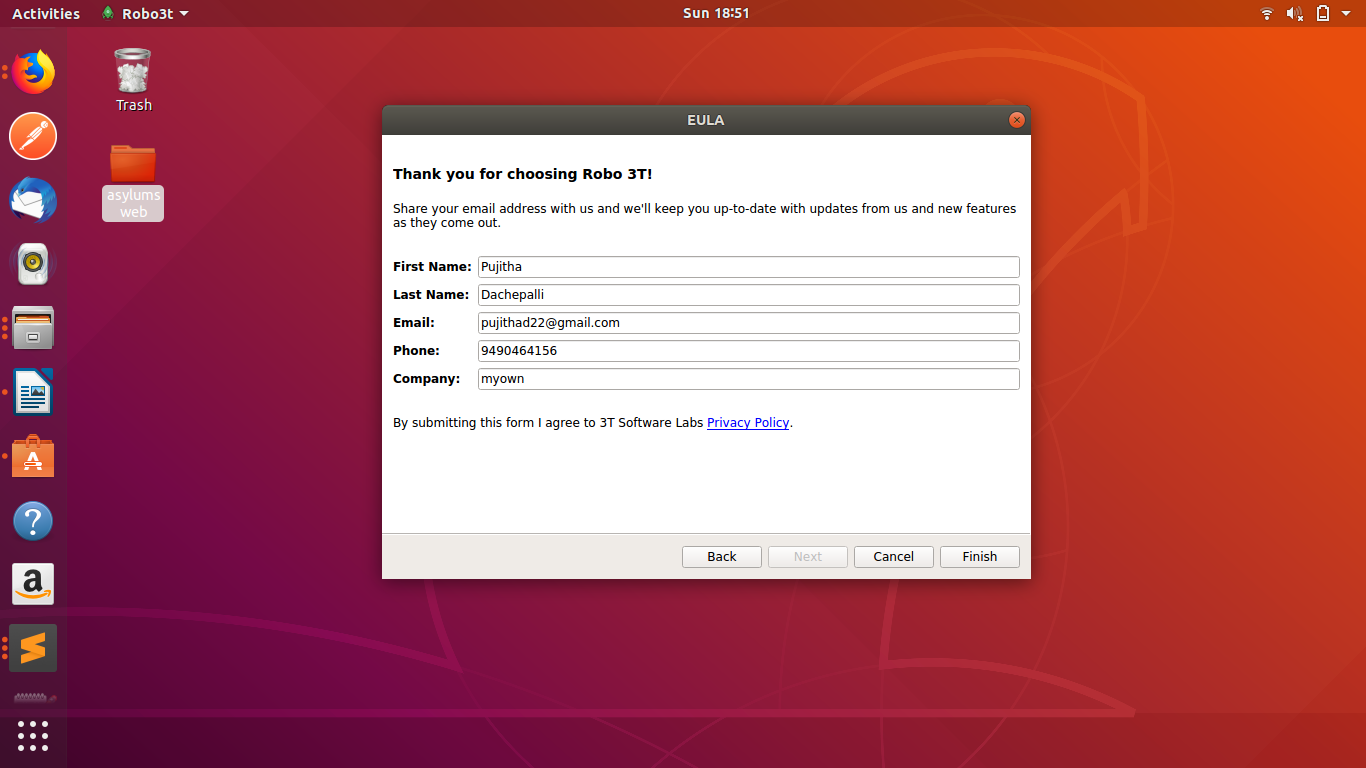 Activities
Robo3t
Sun 18:51
Trash
asylums
web
EULA
Thank you for choosing Robo 3T!
Share your email address with us and we'll keep you up-to-date with updates from us and new features
as they come out.
First Name: Pujitha
Last Name: Dachepalli
Email: pujithad22@gmail.com
Phone: 9490464156
Company: myown
By submitting this form I agree to 3T Software Labs Privacy Policy.
Back Next Cancel Finish
A
?
a